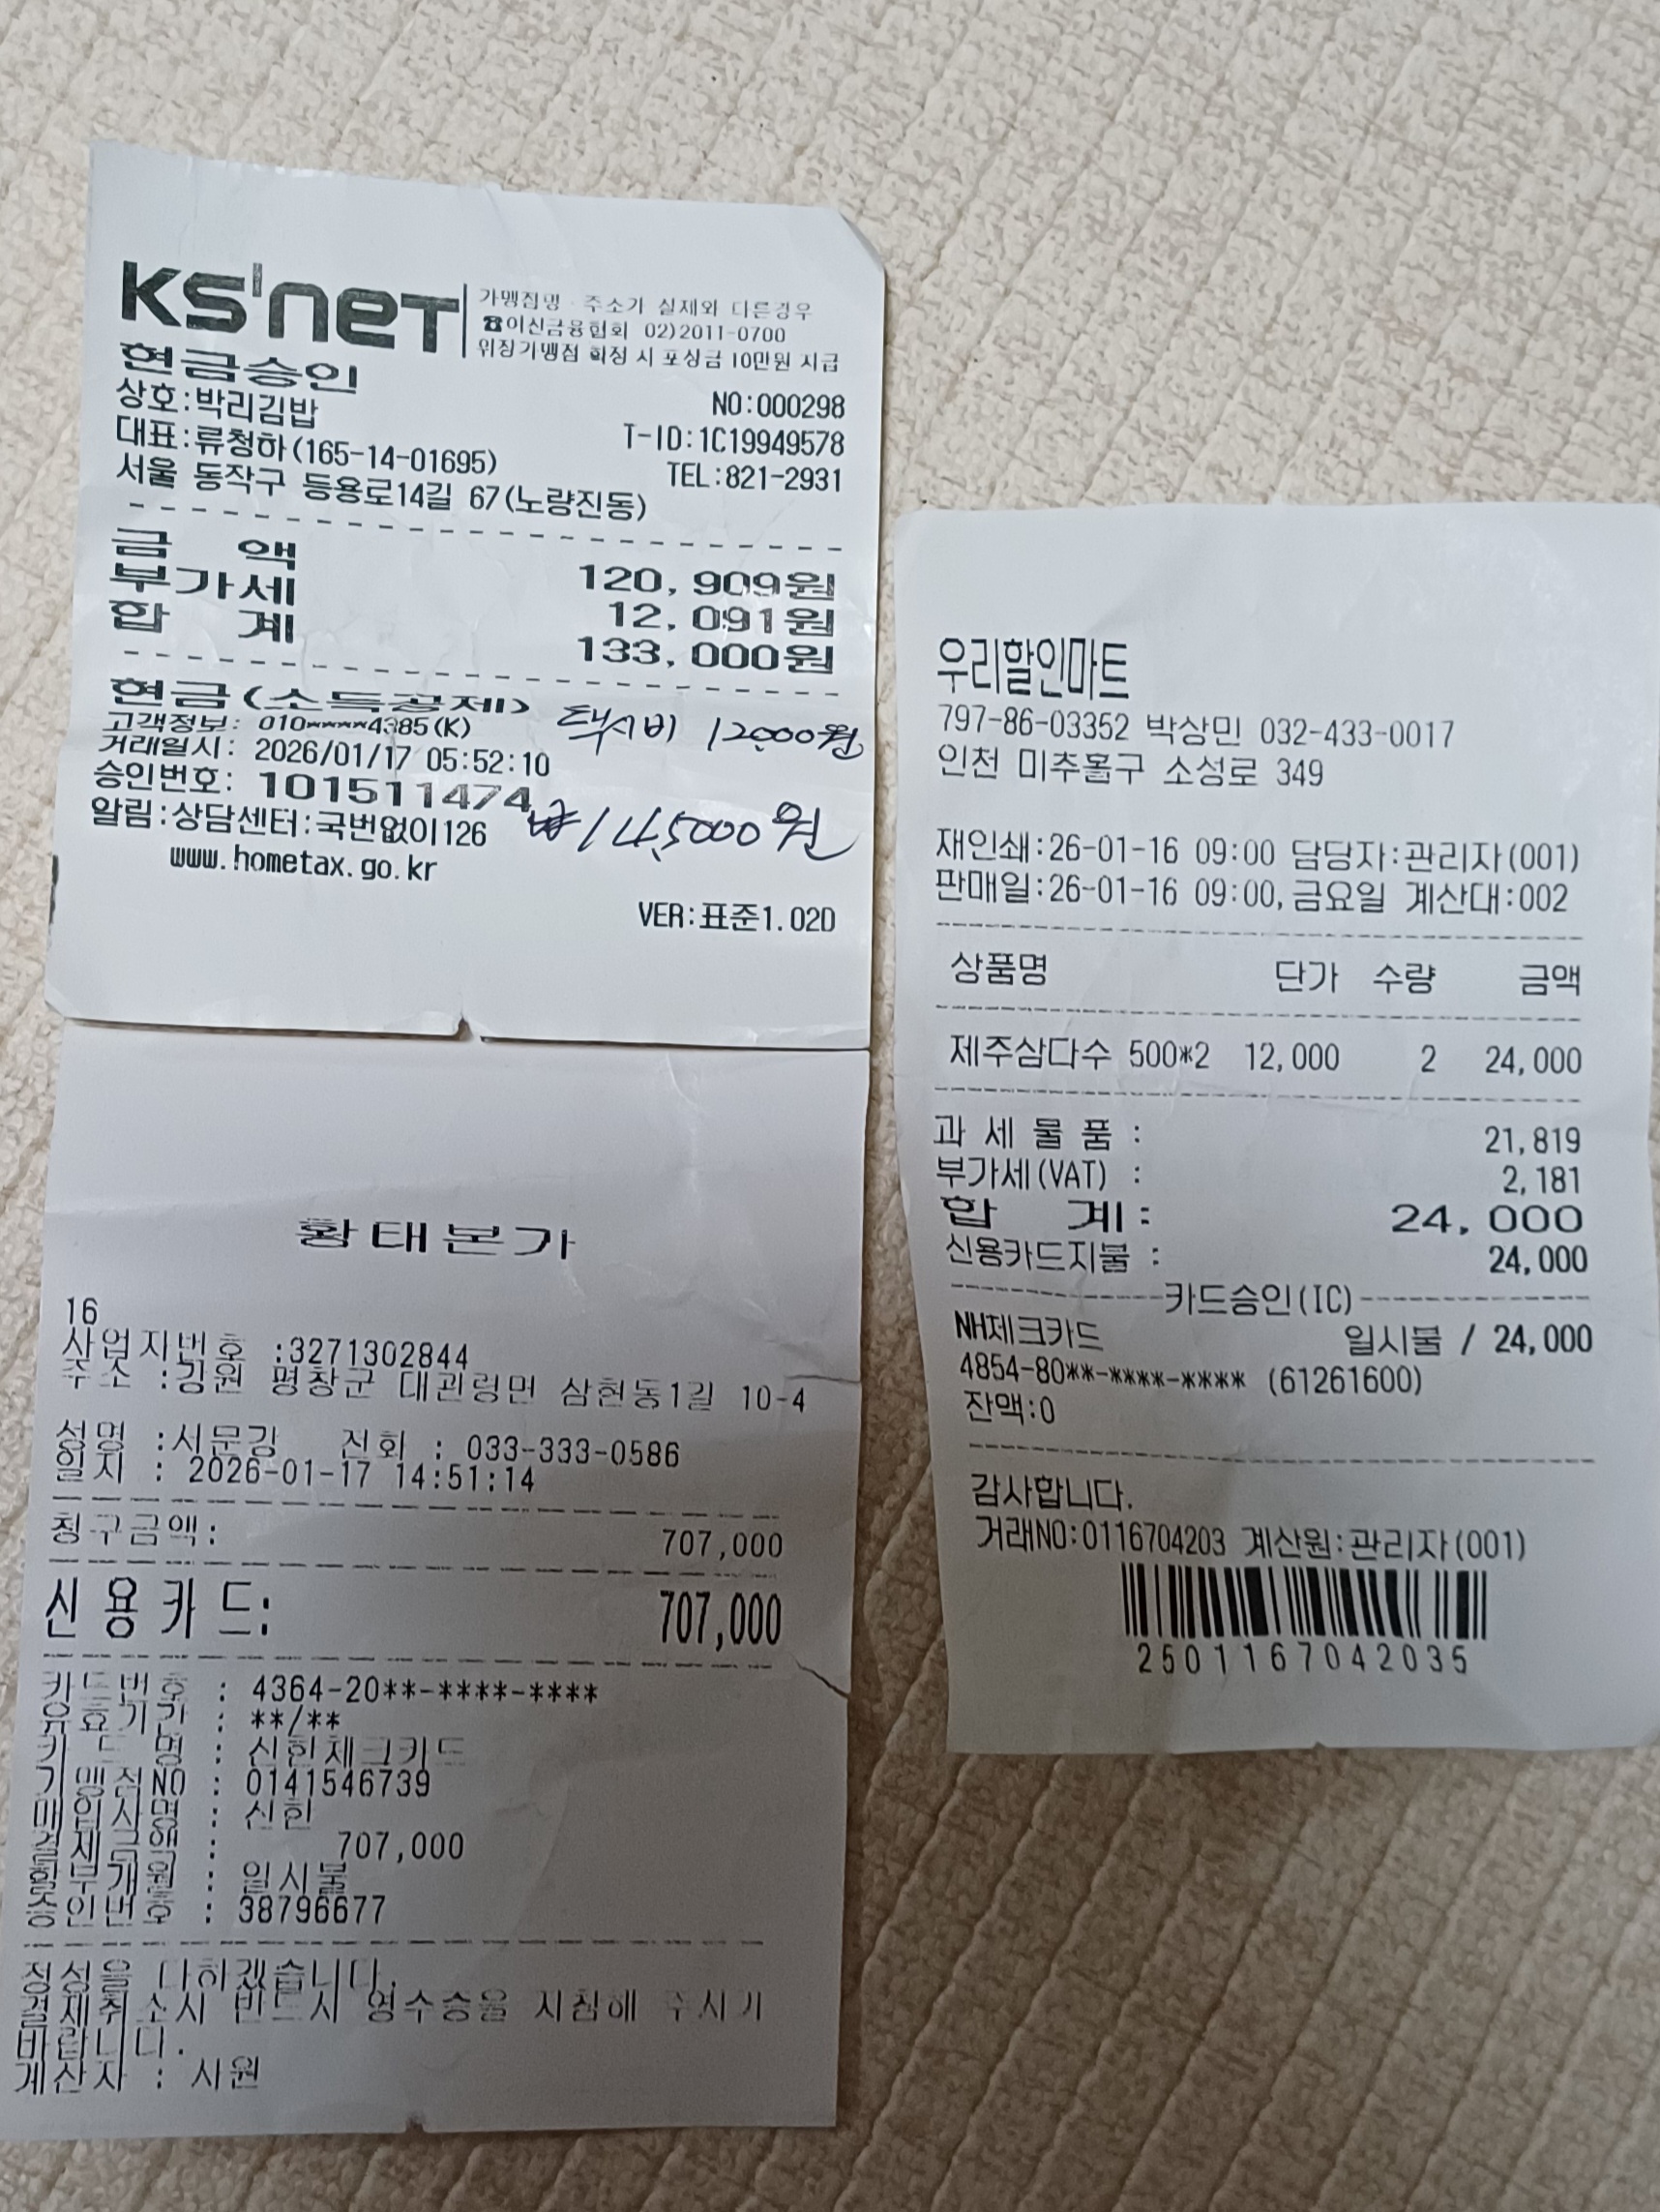 KS'NET
가맹점명·주소가 실제와 다른경우
☎여신금융협회 02)2011-0700
위장가맹점 확정 시 포상금 10만원 지급
현금승인
상호:박리김밥 NO:000298
대표:류청하(165-14-01695) T-ID:1C19949578
서울 동작구 등용로14길 67(노량진동) TEL:821-2931
금 액 120,909원
부가세 12,091원
합 계 133,000원
현금(소득공제)
고객정보: 010****4385(K)
택시비 12000원
거래일시: 2026/01/17 05:52:10
승인번호: 101511474
145000원
알림:상담센터:국번없이126
www.hometax.go.kr
VER:표준1.02D
황태본가
16
사업자번호 :3271302844
주소 :강원 평창군 대관령면 삼현동1길 10-4
성명 :서문강 전화 : 033-333-0586
일지 : 2026-01-17 14:51:14
청구금액: 707,000
신용카드: 707,000
카드번호 : 4364-20**-****-****
유효기간 : **/**
카드명 : 신한체크카드
가맹점NO : 0141546739
매입사명 : 신한
결제금액 : 707,000
할부개월 : 일시불
승인번호 : 38796677
정성을 다하겠습니다.
결제취소시 반드시 영수증을 지참해 주시기
바랍니다.
계산자 : 사원
우리할인마트
797-86-03352 박상민 032-433-0017
인천 미추홀구 소성로 349
재인쇄:26-01-16 09:00 담당자:관리자(001)
판매일:26-01-16 09:00,금요일 계산대:002
상품명 단가 수량 금액
제주삼다수 500*2 12,000 2 24,000
과 세 물 품 : 21,819
부가세(VAT) : 2,181
합 계: 24,000
신용카드지불 : 24,000
카드승인(IC)
NH체크카드 일시불 / 24,000
4854-80**-****-**** (61261600)
잔액:0
감사합니다.
거래NO:0116704203 계산원:관리자(001)
2501167042035